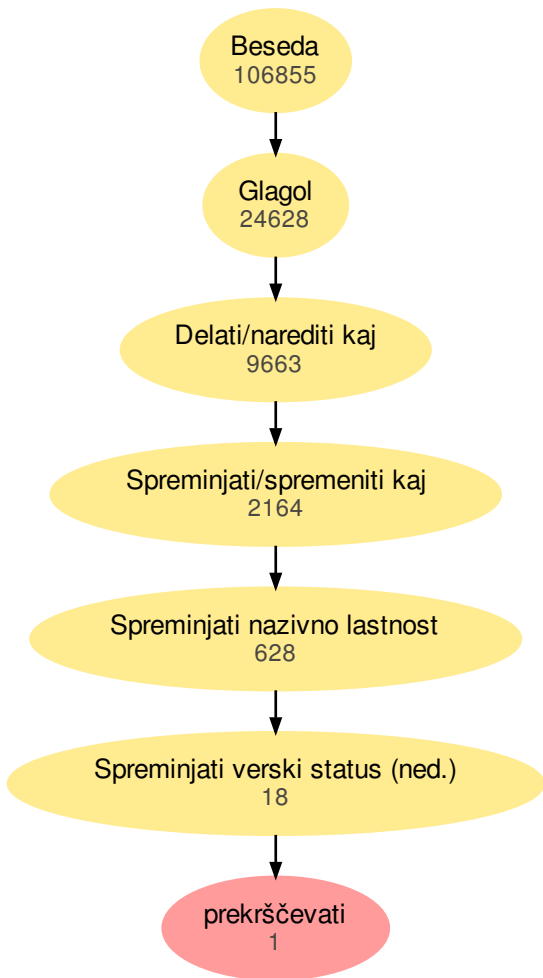 Beseda
106855
Glagol
24628
Delati/narediti kaj
9663
Spreminjati/spremeniti kaj
2164
Spreminjati nazivno lastnost
628
Spreminjati verski status (ned.)
18
prekrščevati
1